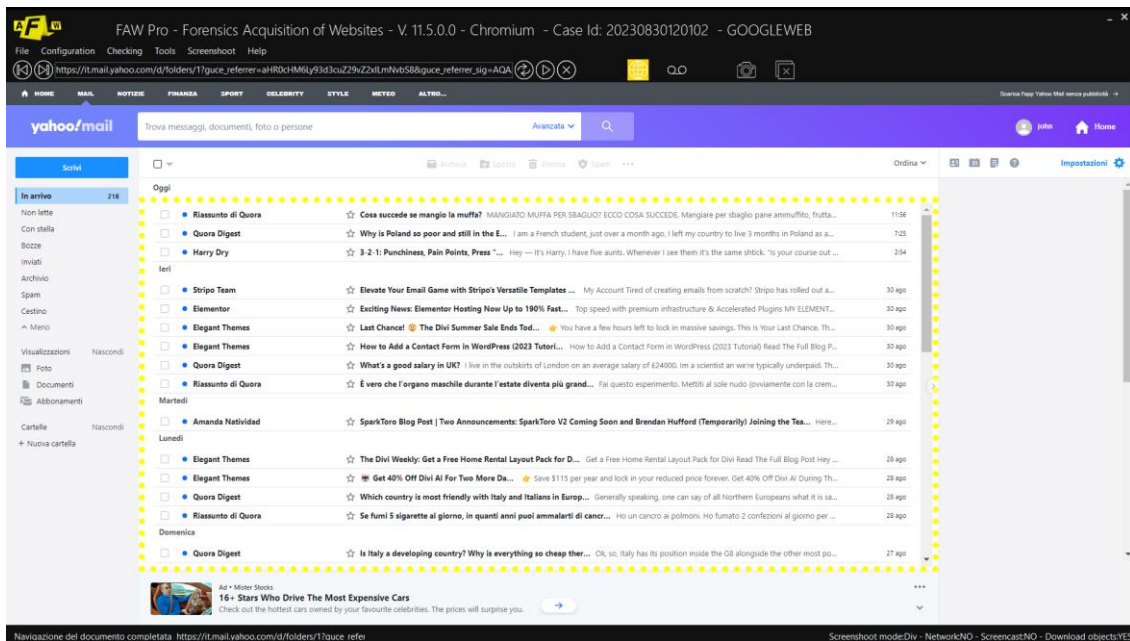 FAW Pro - Forensics Acquisition of Websites - V. 11.5.0.0 - Chromium - Case Id: 20230830120102 - GOOGLEWEB
File Configuration Checking Tools Screenshoot Help
HOME MAIL NOTIZIE FINANZA SPORT CELEBRITY STYLE METEO ALTRO... Scarica l'app Yahoo Mail senza pubblicità →
yahoo!mail Trova messaggi, documenti, foto o persone Avanzata john Home
Scrivi Archivia Sposta Elimina Spam ••• Ordina Impostazioni
Oggi
In arrivo 218
Non lette
Con stella
Bozze
Inviati
Archivio
Spam
Cestino
Meno
Visualizzazioni Nascondi
Foto
Documenti
Abbonamenti
Cartelle Nascondi
+ Nuova cartella
Riassunto di Quora Cosa succede se mangio la muffa? MANGIATO MUFFA PER SBAGLIO? ECCO COSA SUCCEDE. Mangiare per sbaglio pane ammuffito, frutta... 11:56
Quora Digest Why is Poland so poor and still in the E... I am a French student, just over a month ago, I left my country to live 3 months in Poland as a... 7:25
Harry Dry 3-2-1: Punchiness, Pain Points, Press "... Hey — It's Harry. I have five aunts. Whenever I see them it's the same shtick. "Is your course out ... 2:54
Ieri
Stripo Team Elevate Your Email Game with Stripo's Versatile Templates ... My Account Tired of creating emails from scratch? Stripo has rolled out a... 30 ago
Elementor Exciting News: Elementor Hosting Now Up to 190% Fast... Top speed with premium infrastructure & Accelerated Plugins MY ELEMENT... 30 ago
Elegant Themes Last Chance! The Divi Summer Sale Ends Tod... You have a few hours left to lock in massive savings. This Is Your Last Chance. Th... 30 ago
Elegant Themes How to Add a Contact Form in WordPress (2023 Tutori... How to Add a Contact Form in WordPress (2023 Tutorial) Read The Full Blog P... 30 ago
Quora Digest What's a good salary in UK? I live in the outskirts of London on an average salary of £24000. Im a scientist an we're typically underpaid. Th... 30 ago
Riassunto di Quora È vero che l'organo maschile durante l'estate diventa più grand... Fai questo esperimento. Mettiti al sole nudo (ovviamente con la crem... 30 ago
Martedì
Amanda Natividad SparkToro Blog Post | Two Announcements: SparkToro V2 Coming Soon and Brendan Hufford (Temporarily) Joining the Tea... Here... 29 ago
Lunedì
Elegant Themes The Divi Weekly: Get a Free Home Rental Layout Pack for D... Get a Free Home Rental Layout Pack for Divi Read The Full Blog Post Hey ... 28 ago
Elegant Themes Get 40% Off Divi AI For Two More Da... Save $115 per year and lock in your reduced price forever. Get 40% Off Divi AI During Th... 28 ago
Quora Digest Which country is most friendly with Italy and Italians in Europ... Generally speaking, one can say of all Northern Europeans what it is sa... 28 ago
Riassunto di Quora Se fumi 5 sigarette al giorno, in quanti anni puoi ammalarti di cancr... Ho un cancro ai polmoni. Ho fumato 2 confezioni al giorno per ... 28 ago
Domenica
Quora Digest Is Italy a developing country? Why is everything so cheap ther... Ok, so, Italy has its position inside the G8 alongside the other most po... 27 ago
Ad • Mister Stocks
16+ Stars Who Drive The Most Expensive Cars
Check out the hottest cars owned by your favourite celebrities. The prices will surprise you.
Navigazione del documento completata https://it.mail.yahoo.com/d/folders/1?guce_refer Screenshoot mode:Div - Network:NO - Screencast:NO - Download objects:YES